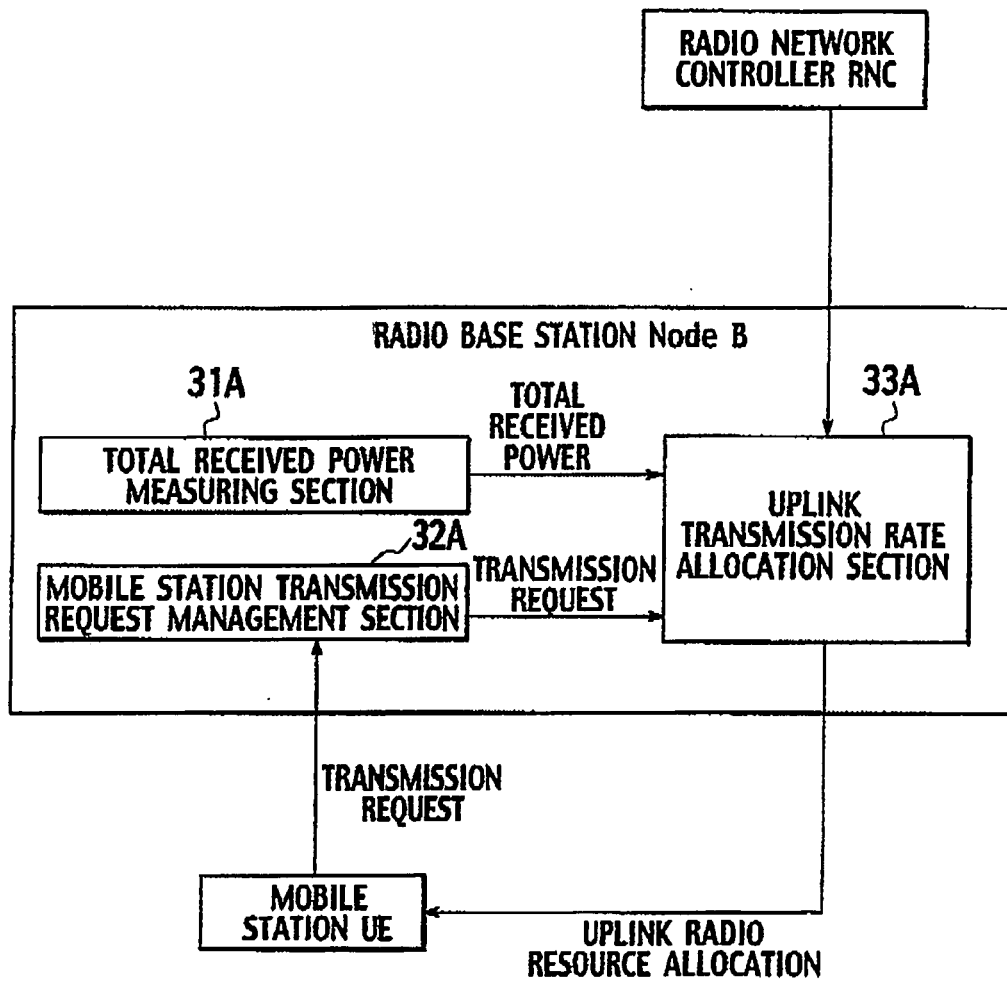 RADIO NETWORK
CONTROLLER RNC
RADIO BASE STATION Node B
31A
TOTAL RECEIVED POWER
MEASURING SECTION
TOTAL
RECEIVED
POWER
33A
UPLINK
TRANSMISSION RATE
ALLOCATION SECTION
32A
MOBILE STATION TRANSMISSION
REQUEST MANAGEMENT SECTION
TRANSMISSION
REQUEST
TRANSMISSION
REQUEST
MOBILE
STATION UE
UPLINK RADIO
RESOURCE ALLOCATION